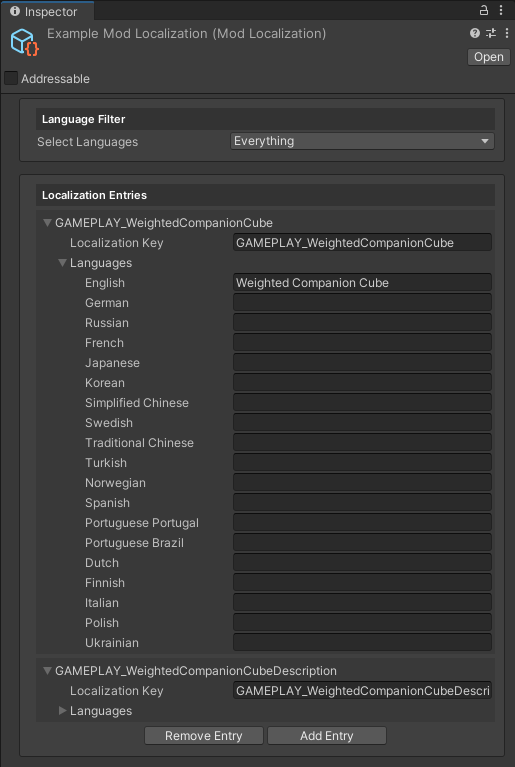 Inspector
Example Mod Localization (Mod Localization)
Open
Addressable
Language Filter
Select Languages Everything
Localization Entries
GAMEPLAY_WeightedCompanionCube
Localization Key GAMEPLAY_WeightedCompanionCube
Languages
English Weighted Companion Cube
German
Russian
French
Japanese
Korean
Simplified Chinese
Swedish
Traditional Chinese
Turkish
Norwegian
Spanish
Portuguese Portugal
Portuguese Brazil
Dutch
Finnish
Italian
Polish
Ukrainian
GAMEPLAY_WeightedCompanionCubeDescription
Localization Key GAMEPLAY_WeightedCompanionCubeDescri
Languages
Remove Entry Add Entry